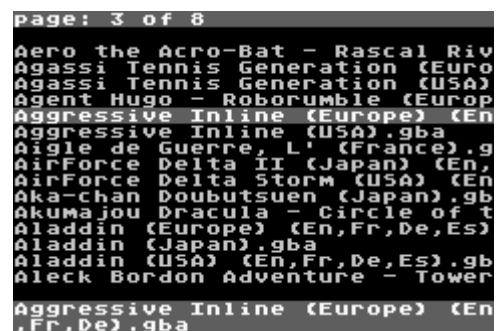 page: 3 of 8
Aero the Acro-Bat - Rascal Riv
Agassi Tennis Generation (Euro
Agassi Tennis Generation (USA)
Agent Hugo - Roborumble (Europ
Aggressive Inline (Europe) (En
Aggressive Inline (USA).gba
Aigle de Guerre, L' (France).g
AirForce Delta II (Japan) (En,
AirForce Delta Storm (USA) (En
Aka-chan Doubutsuen (Japan).gb
Akumajou Dracula - Circle of t
Aladdin (Europe) (En,Fr,De,Es)
Aladdin (Japan).gba
Aladdin (USA) (En,Fr,De,Es).gb
Aleck Bordon Adventure - Tower
Aggressive Inline (Europe) (En
,Fr,De).gba